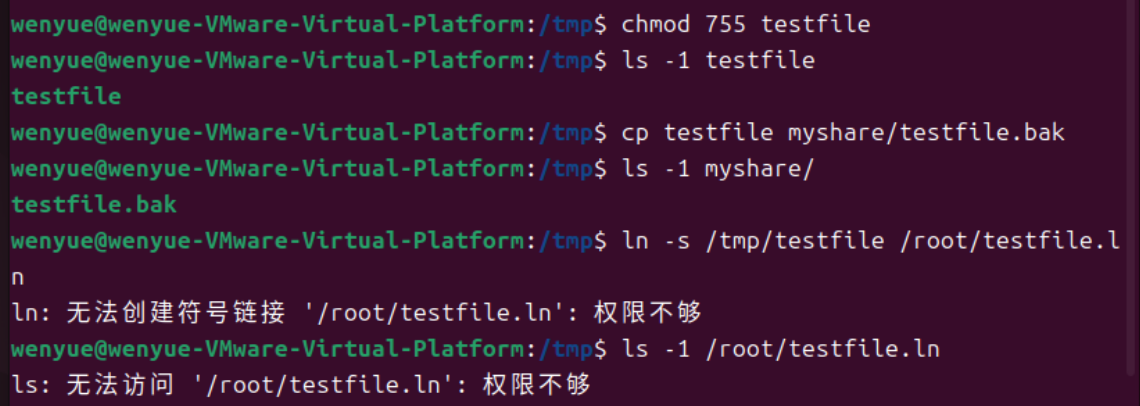 wenyue@wenyue-VMware-Virtual-Platform:/tmp$ chmod 755 testfile
wenyue@wenyue-VMware-Virtual-Platform:/tmp$ ls -1 testfile
testfile
wenyue@wenyue-VMware-Virtual-Platform:/tmp$ cp testfile myshare/testfile.bak
wenyue@wenyue-VMware-Virtual-Platform:/tmp$ ls -1 myshare/
testfile.bak
wenyue@wenyue-VMware-Virtual-Platform:/tmp$ ln -s /tmp/testfile /root/testfile.l
n
ln: 无法创建符号链接 '/root/testfile.ln': 权限不够
wenyue@wenyue-VMware-Virtual-Platform:/tmp$ ls -1 /root/testfile.ln
ls: 无法访问 '/root/testfile.ln': 权限不够